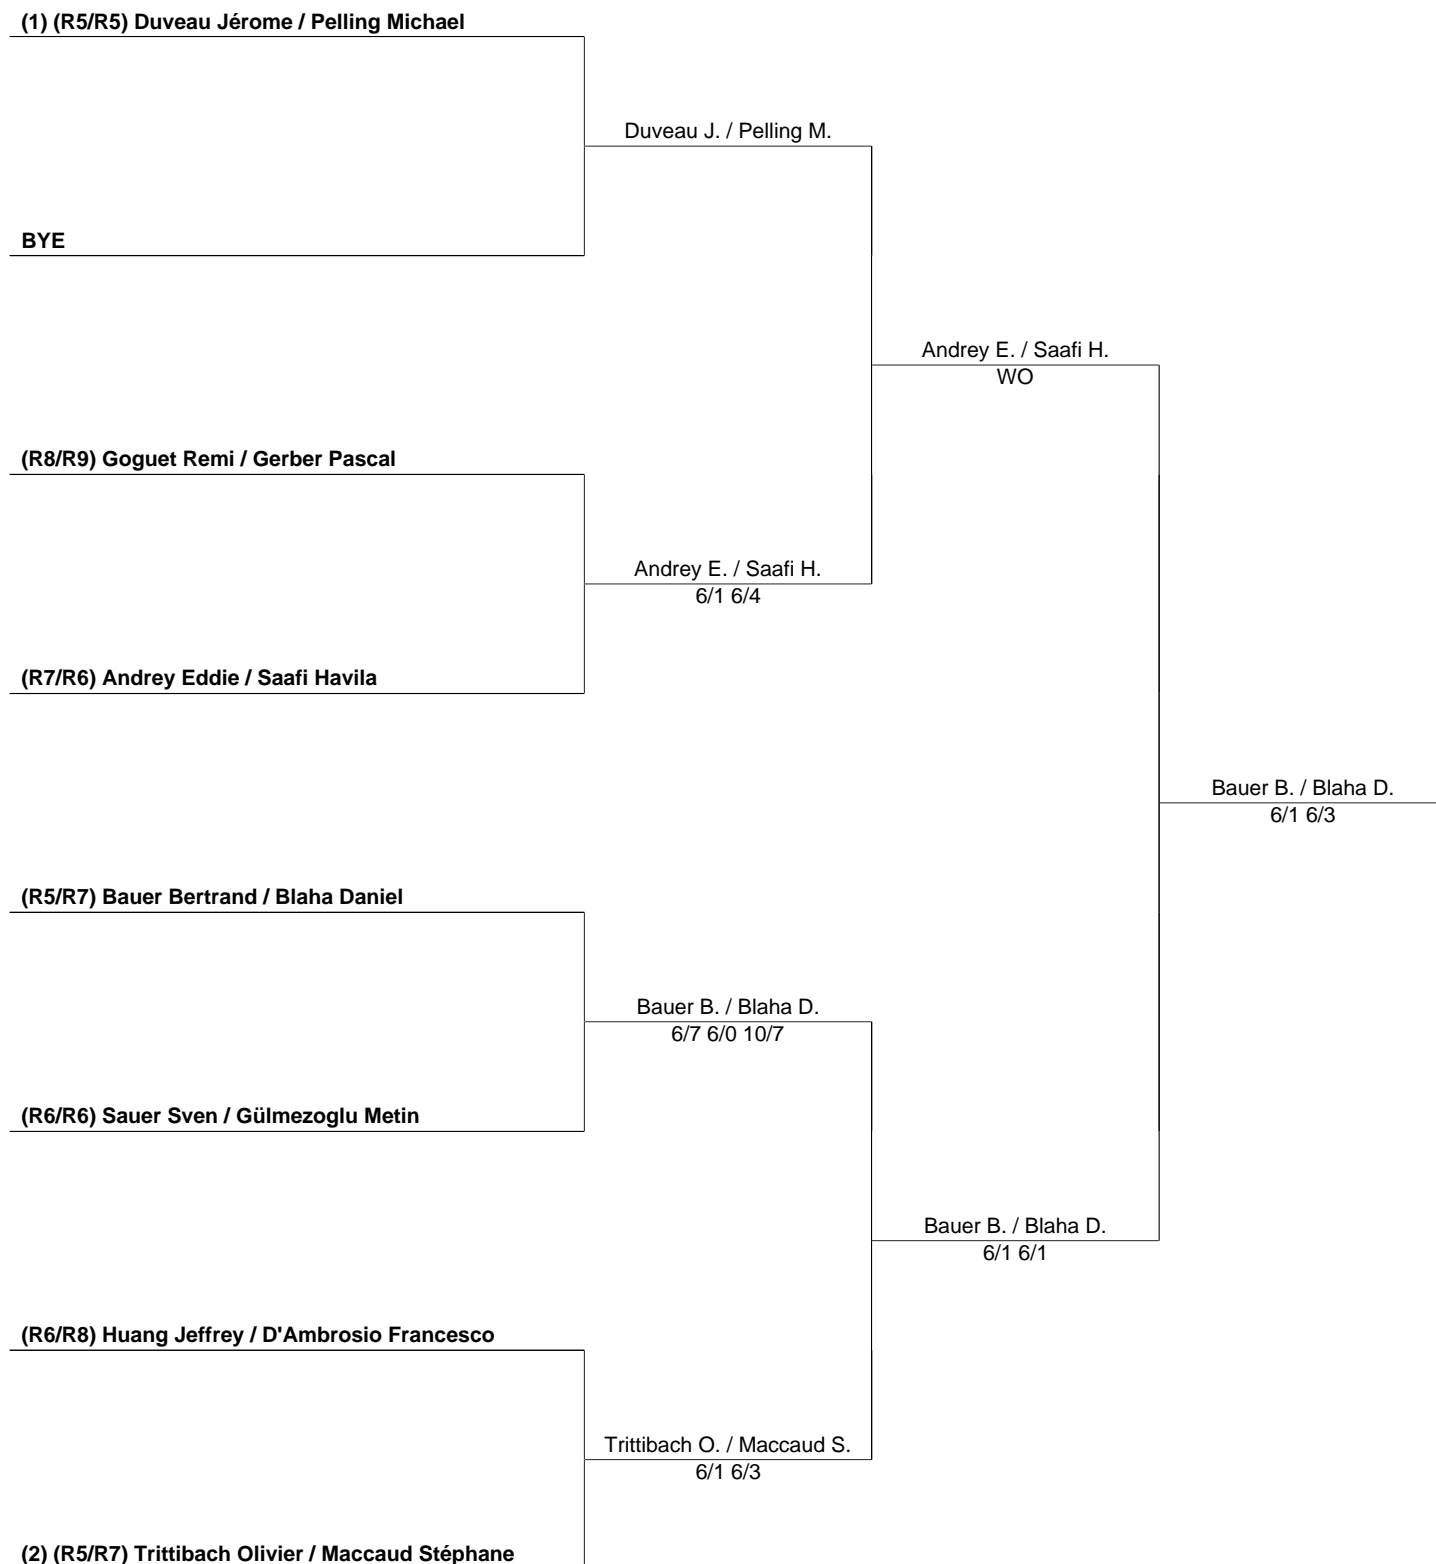 (1) (R5/R5) Duveau Jérome / Pelling Michael
Duveau J. / Pelling M.
BYE
Andrey E. / Saafi H.
WO
(R8/R9) Goguet Remi / Gerber Pascal
Andrey E. / Saafi H.
6/1 6/4
(R7/R6) Andrey Eddie / Saafi Havila
Bauer B. / Blaha D.
6/1 6/3
(R5/R7) Bauer Bertrand / Blaha Daniel
Bauer B. / Blaha D.
6/7 6/0 10/7
(R6/R6) Sauer Sven / Gülmezoglu Metin
Bauer B. / Blaha D.
6/1 6/1
(R6/R8) Huang Jeffrey / D'Ambrosio Francesco
Trittibach O. / Maccaud S.
6/1 6/3
(2) (R5/R7) Trittibach Olivier / Maccaud Stéphane